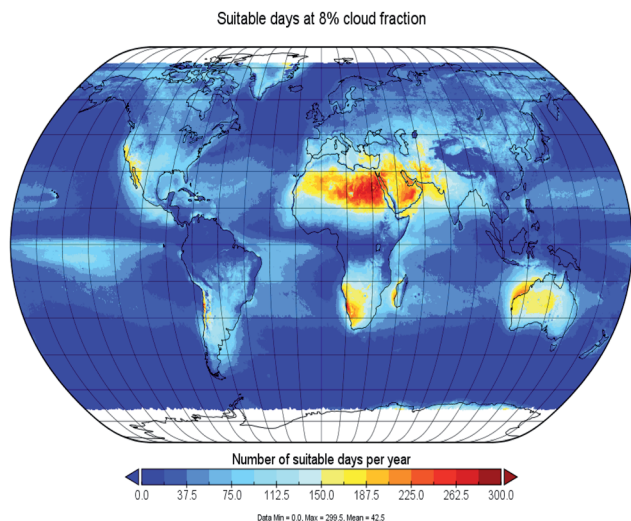 Suitable days at 8% cloud fraction
Number of suitable days per year
0.0 37.5 75.0 112.5 150.0 187.5 225.0 262.5 300.0
Data Min = 0.0, Max = 299.5, Mean = 42.5